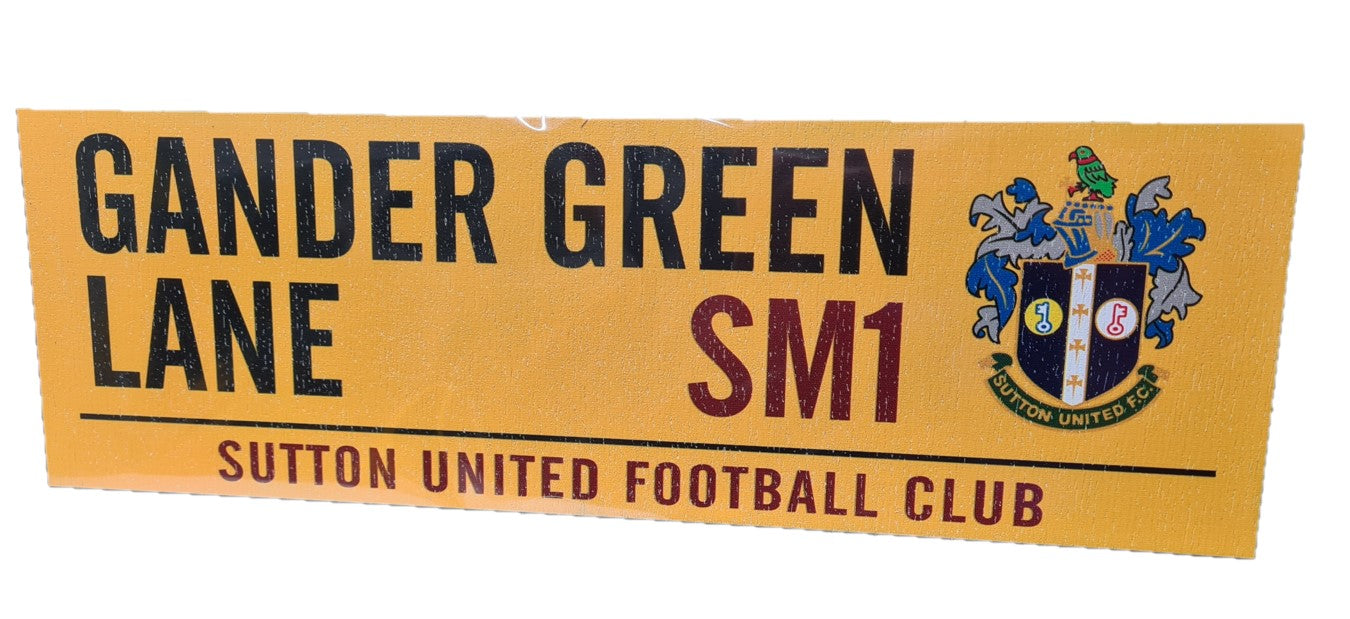 GANDER GREEN
LANE
SM1
SUTTON UNITED FOOTBALL CLUB
SUTTON UNITED F.C.